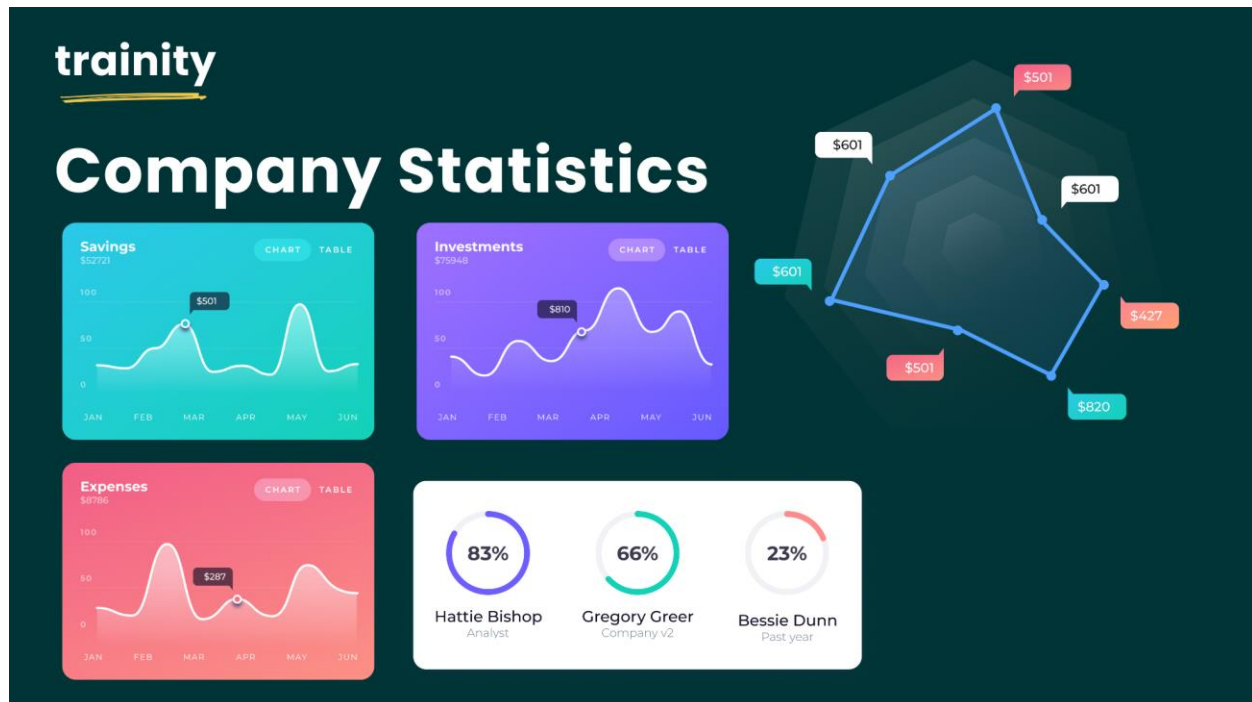 trainity
Company Statistics
Savings
$52721
CHART TABLE
100
$501
50
0
JAN FEB MAR APR MAY JUN
Investments
$75948
CHART TABLE
100
$810
50
0
JAN FEB MAR APR MAY JUN
Expenses
$8786
CHART TABLE
100
50
$287
0
JAN FEB MAR APR MAY JUN
83%
Hattie Bishop
Analyst
66%
Gregory Greer
Company v2
23%
Bessie Dunn
Past year
$501
$601
$601
$601
$427
$501
$820